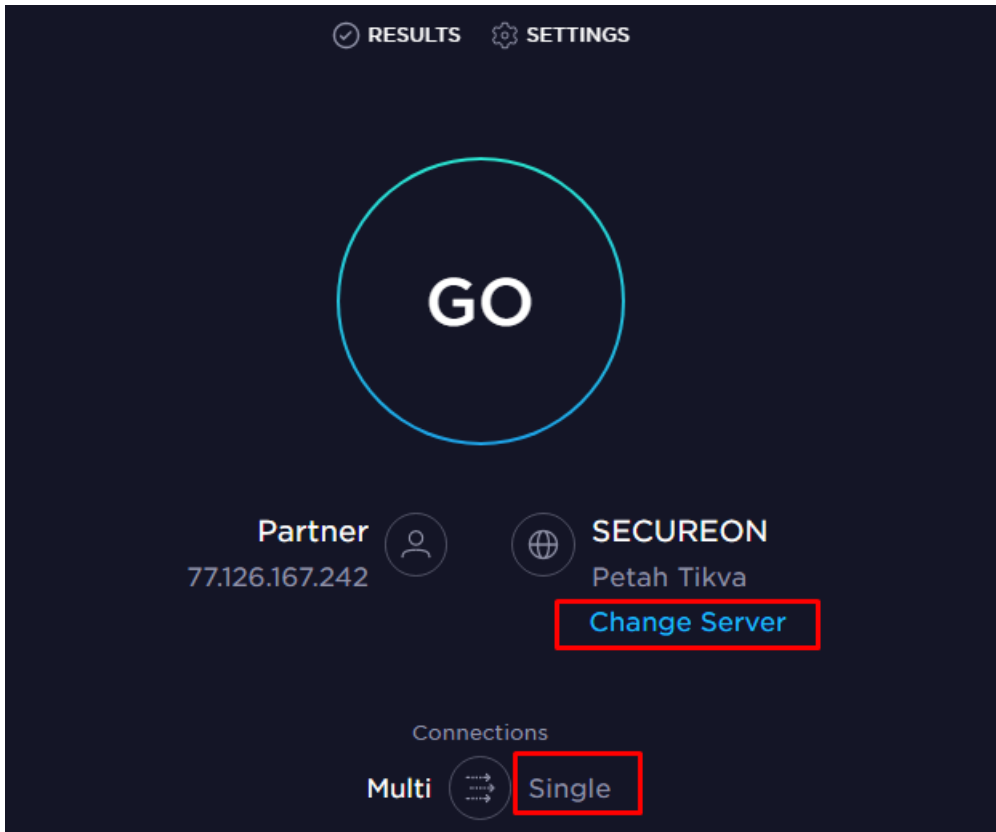 RESULTS SETTINGS
GO
Partner
77.126.167.242
SECUREON
Petah Tikva
Change Server
Connections
Multi Single